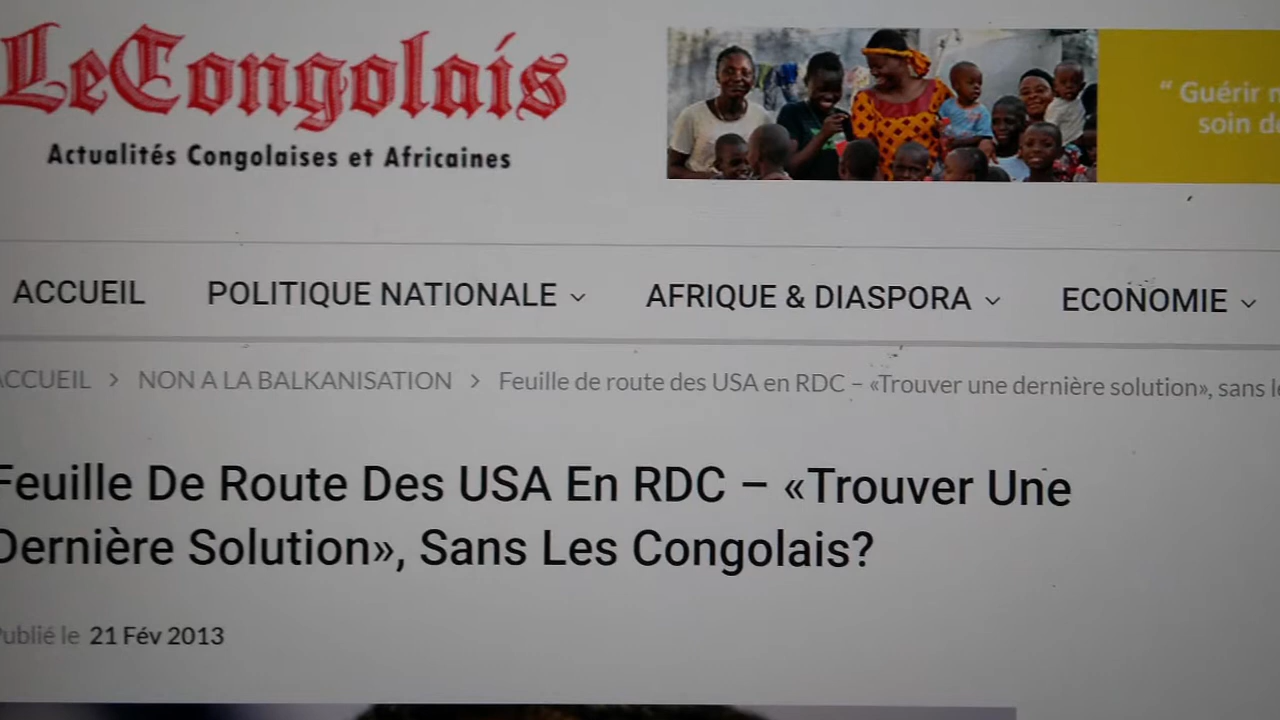 LeCongolais
Actualités Congolaises et Africaines
“ Guérir
soin
ACCUEIL POLITIQUE NATIONALE AFRIQUE & DIASPORA ECONOMIE
ACCUEIL > NON A LA BALKANISATION > Feuille de route des USA en RDC – «Trouver une dernière solution», sans
Feuille De Route Des USA En RDC – «Trouver Une
Dernière Solution», Sans Les Congolais?
Publié le 21 Fév 2013